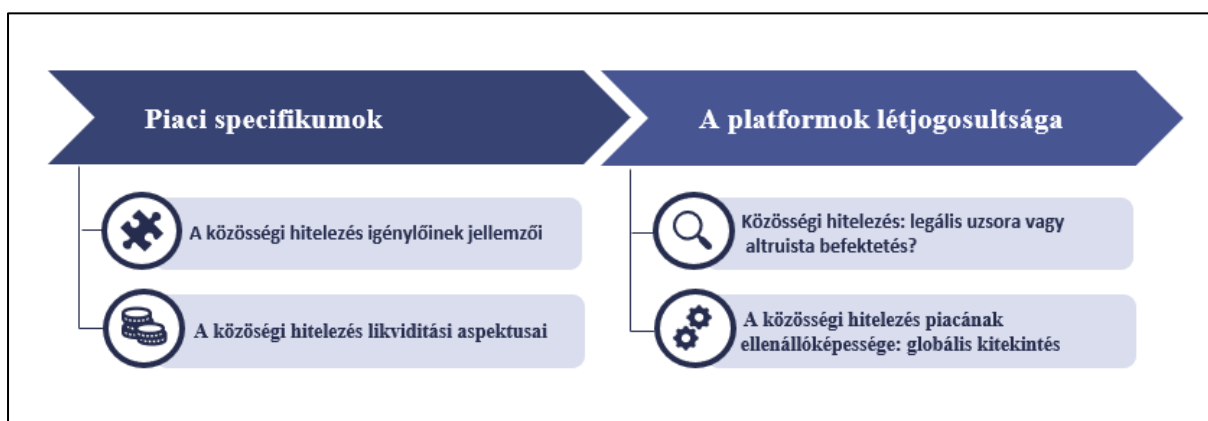 Piaci specifikumok
A közösségi hitelezés igénylőinek jellemzői
A közöségi hitelezés likviditási aspektusai
A platformok létjogosultsága
Közösségi hitelezés: legális uzsora vagy
altruista befektetés?
A közösségi hitelezés piacának
ellenállóképessége: globális kitekintés